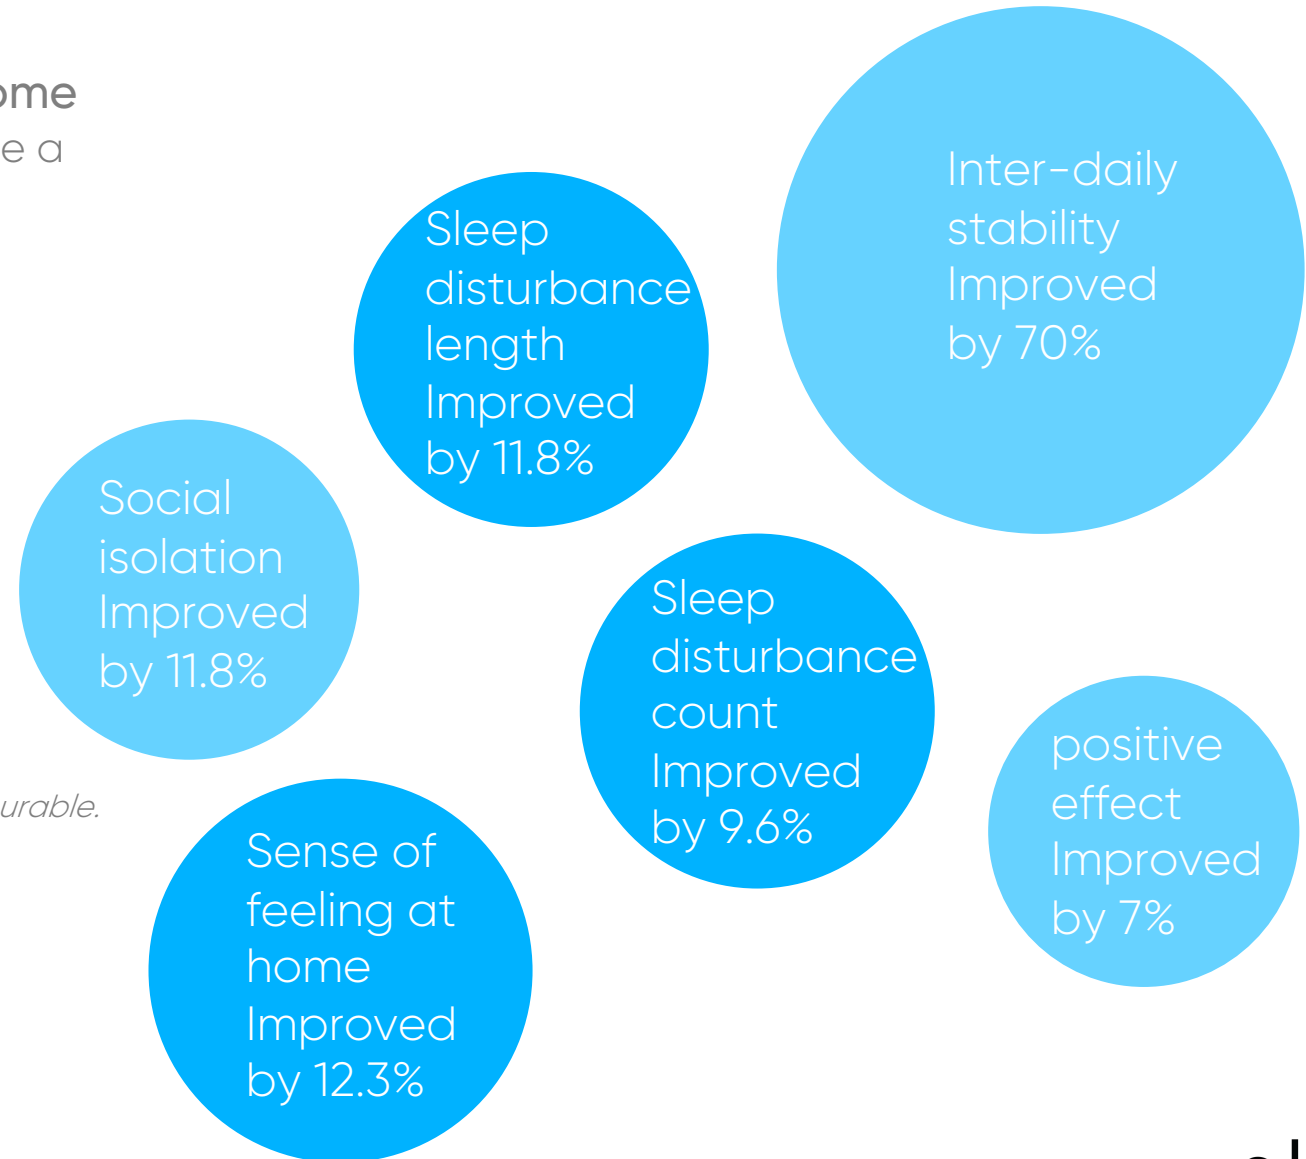 e a
Inter-daily
stability
Improved
by 70%
Sleep
disturbance
length
Improved
by 11.8%
Social
isolation
Improved
by 11.8%
Sleep
disturbance
count
Improved
by 9.6%
positive
effect
Improved
by 7%
Sense of
feeling at
home
Improved
by 12.3%